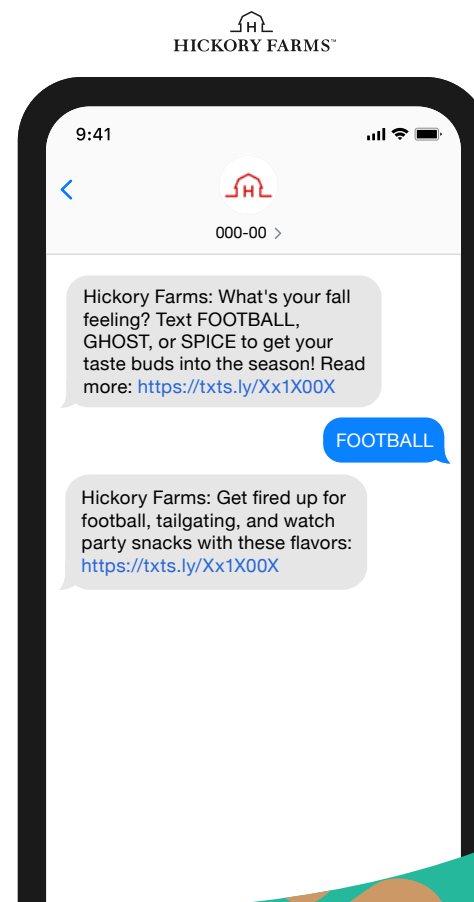 H
HICKORY FARMS™
9:41
H
000-00
Hickory Farms: What's your fall
feeling? Text FOOTBALL,
GHOST, or SPICE to get your
taste buds into the season! Read
more: https://txts.ly/Xx1X00X
FOOTBALL
Hickory Farms: Get fired up for
football, tailgating, and watch
party snacks with these flavors:
https://txts.ly/Xx1X00X